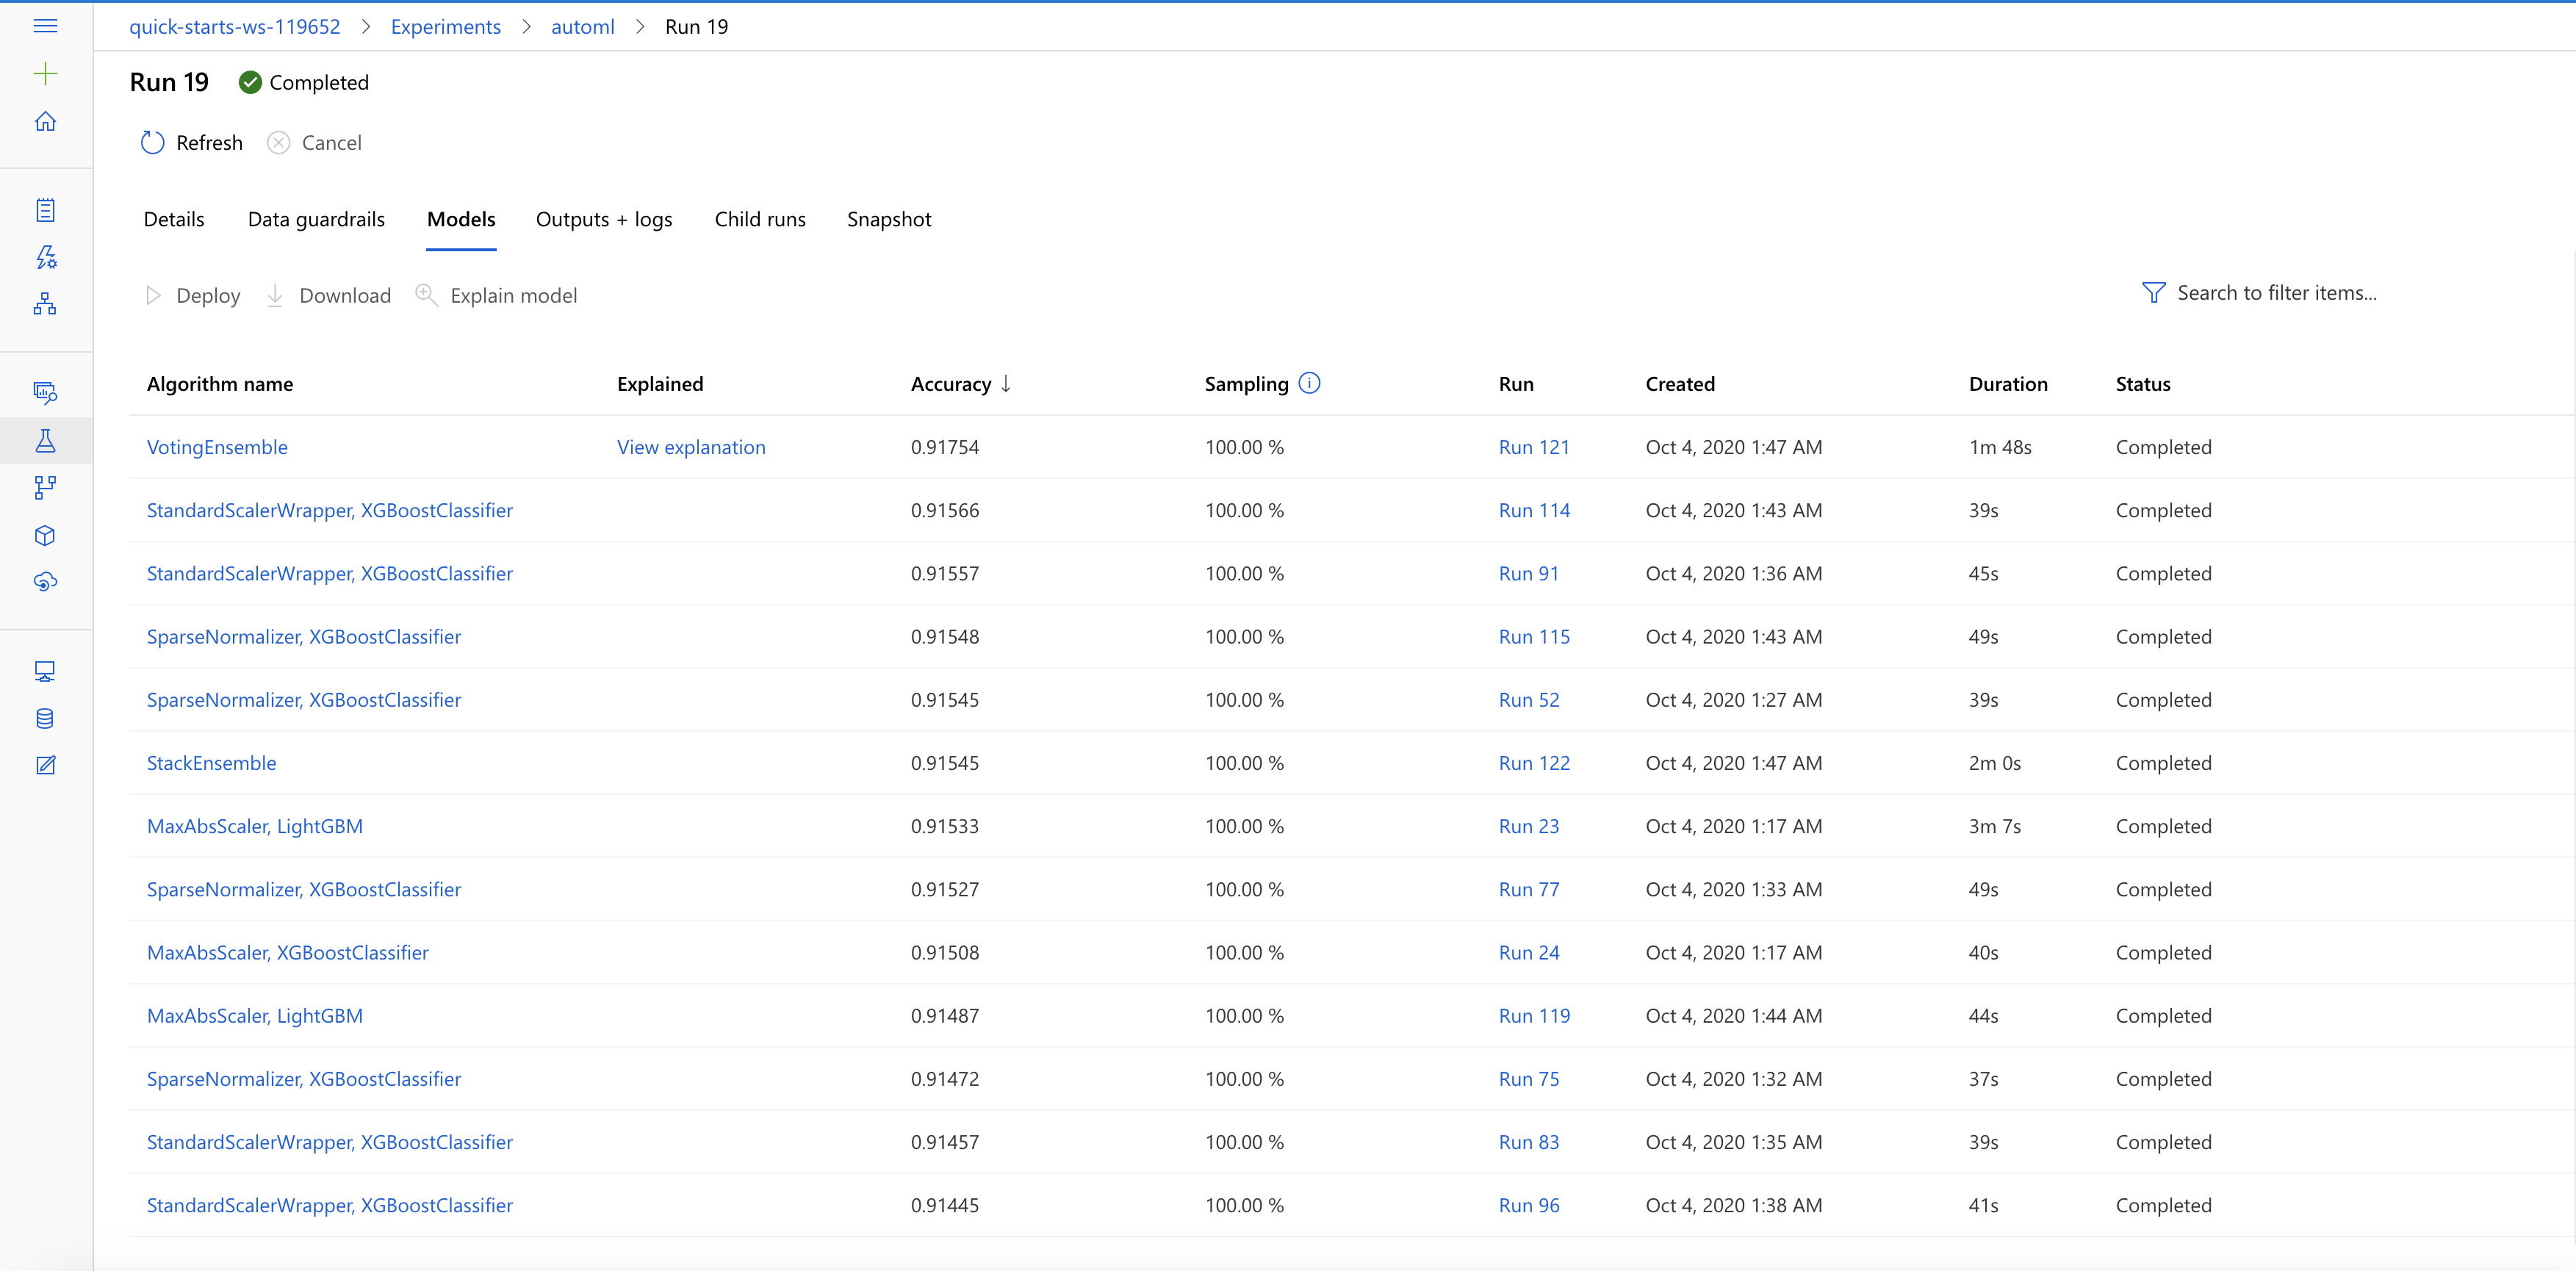 quick-starts-ws-119652 > Experiments > automl > Run 19
Run 19 Completed
Refresh Cancel
Details Data guardrails Models Outputs + logs Child runs Snapshot
Deploy Download Explain model Search to filter items...
Algorithm name Explained Accuracy ↓ Sampling Run Created Duration Status
VotingEnsemble View explanation 0.91754 100.00 % Run 121 Oct 4, 2020 1:47 AM 1m 48s Completed
StandardScalerWrapper, XGBoostClassifier 0.91566 100.00 % Run 114 Oct 4, 2020 1:43 AM 39s Completed
StandardScalerWrapper, XGBoostClassifier 0.91557 100.00 % Run 91 Oct 4, 2020 1:36 AM 45s Completed
SparseNormalizer, XGBoostClassifier 0.91548 100.00 % Run 115 Oct 4, 2020 1:43 AM 49s Completed
SparseNormalizer, XGBoostClassifier 0.91545 100.00 % Run 52 Oct 4, 2020 1:27 AM 39s Completed
StackEnsemble 0.91545 100.00 % Run 122 Oct 4, 2020 1:47 AM 2m 0s Completed
MaxAbsScaler, LightGBM 0.91533 100.00 % Run 23 Oct 4, 2020 1:17 AM 3m 7s Completed
SparseNormalizer, XGBoostClassifier 0.91527 100.00 % Run 77 Oct 4, 2020 1:33 AM 49s Completed
MaxAbsScaler, XGBoostClassifier 0.91508 100.00 % Run 24 Oct 4, 2020 1:17 AM 40s Completed
MaxAbsScaler, LightGBM 0.91487 100.00 % Run 119 Oct 4, 2020 1:44 AM 44s Completed
SparseNormalizer, XGBoostClassifier 0.91472 100.00 % Run 75 Oct 4, 2020 1:32 AM 37s Completed
StandardScalerWrapper, XGBoostClassifier 0.91457 100.00 % Run 83 Oct 4, 2020 1:35 AM 39s Completed
StandardScalerWrapper, XGBoostClassifier 0.91445 100.00 % Run 96 Oct 4, 2020 1:38 AM 41s Completed